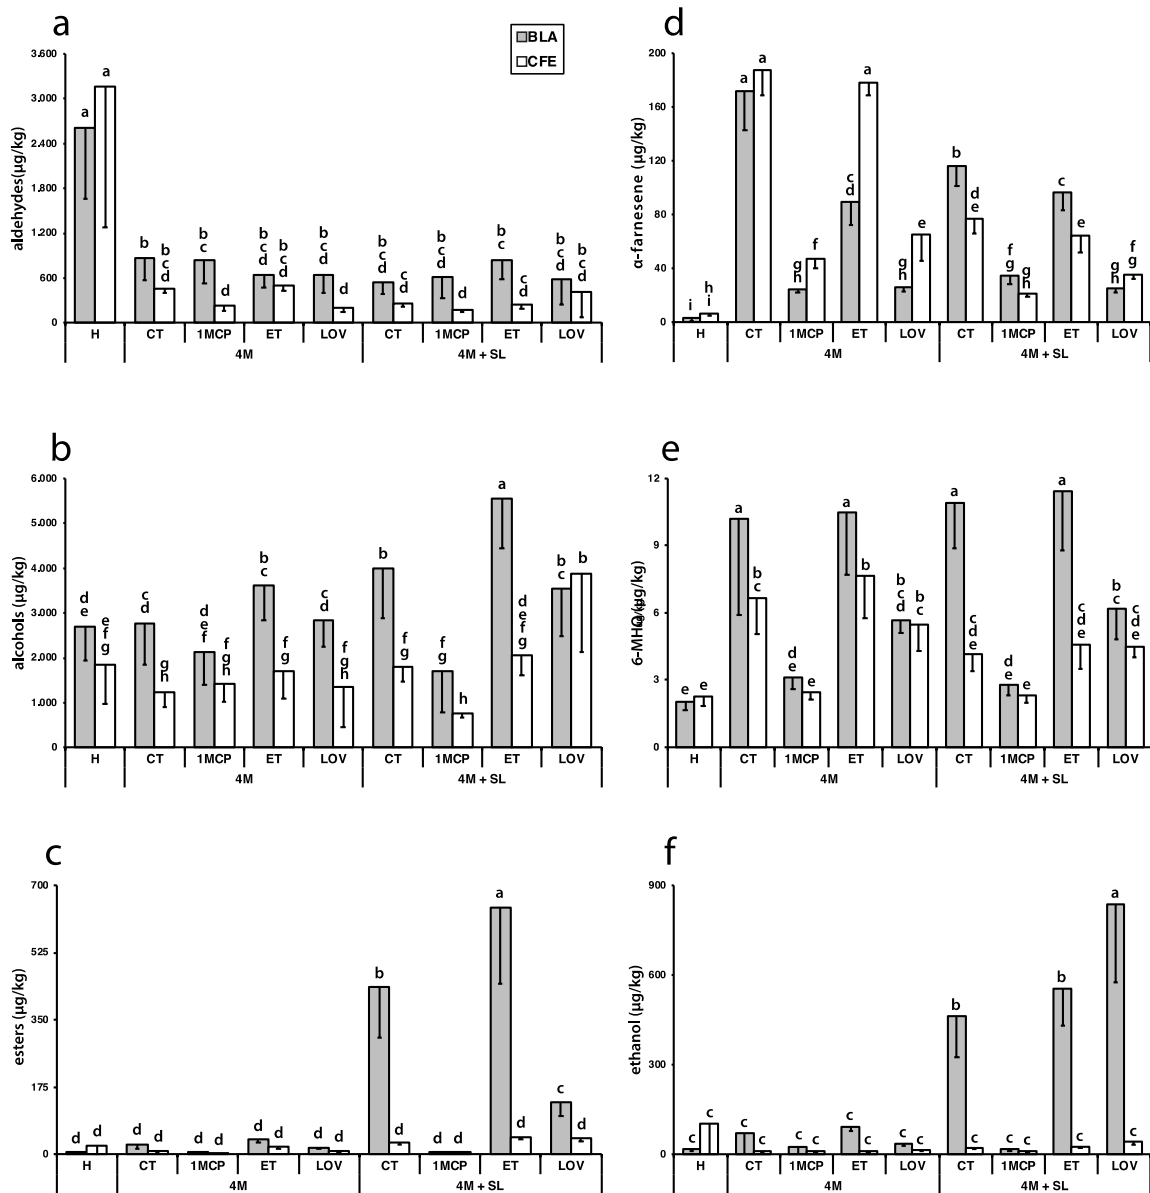 a
BLA
CFE
aldehydes(µg/kg)
3.600
3.000
2.400
1.800
1.200
600
0
a a b b c d b c d b c d b c d b c d b c d d b c d c d b c d d b c c d b c d b c d
H CT 1MCP ET LOV CT 1MCP ET LOV
4M 4M + SL
d
α-farnesene (µg/kg)
200
160
120
80
40
0
i h i a a g h f c d a g h e b d e f g g h c e g h f g
H CT 1MCP ET LOV CT 1MCP ET LOV
4M 4M + SL
b
alcohols (µg/kg)
6.000
5.000
4.000
3.000
2.000
1.000
0
d e e f g c d g h d e f f g h b c f g c d f g h b f g f g h a d e f g b c b
H CT 1MCP ET LOV CT 1MCP ET LOV
4M 4M + SL
e
12
9
6
3
0
e e a b c d e e a b b c d b c a c d e d e e a c d e b c c d e
H CT 1MCP ET LOV CT 1MCP ET LOV
4M 4M + SL
c
esters (µg/kg)
700
525
350
175
0
d d d d d d d d d d b d d d a d c d
H CT 1MCP ET LOV CT 1MCP ET LOV
4M 4M + SL
f
ethanol (µg/kg)
900
600
300
0
c c c c c c c c c c b c c c b c a c
H CT 1MCP ET LOV CT 1MCP ET LOV
4M 4M + SL